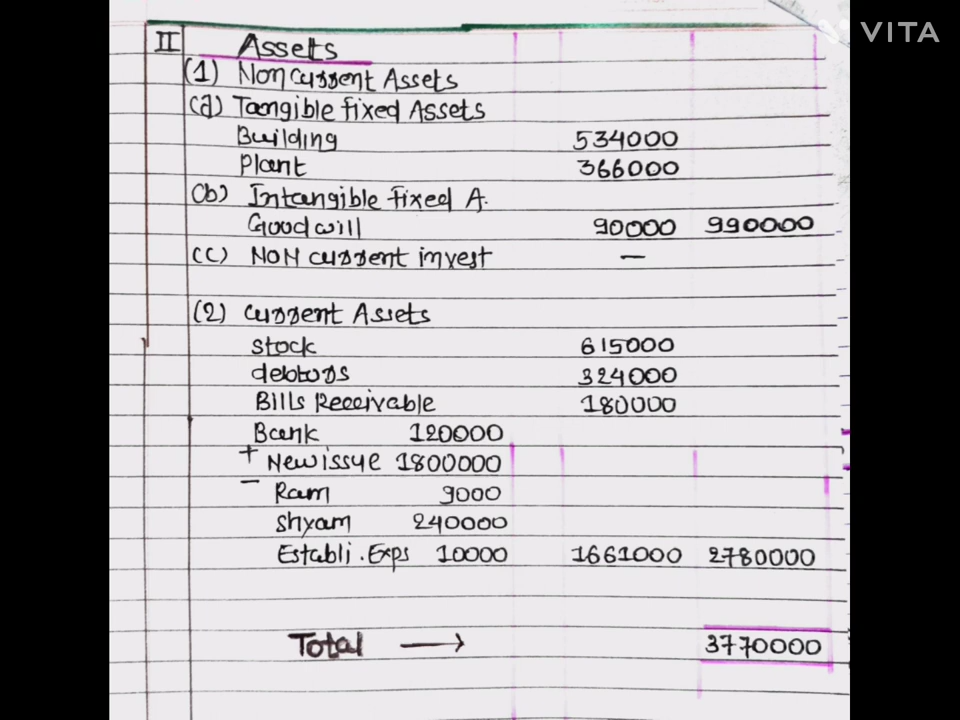 VITA
II Assets
(1) Non Current Assets
(a) Tangible fixed Assets
Building 534000
Plant 366000
(b) Intangible fixed A.
Goodwill 90000 990000
(c) NON current invest —
(2) Current Assets
stock 615000
debtors 324000
Bills Receivable 180000
Bank 120000
+ New issue 1800000
- Ram 9000
shyam 240000
Establi. Exps 10000 1661000 2780000
Total → 3770000